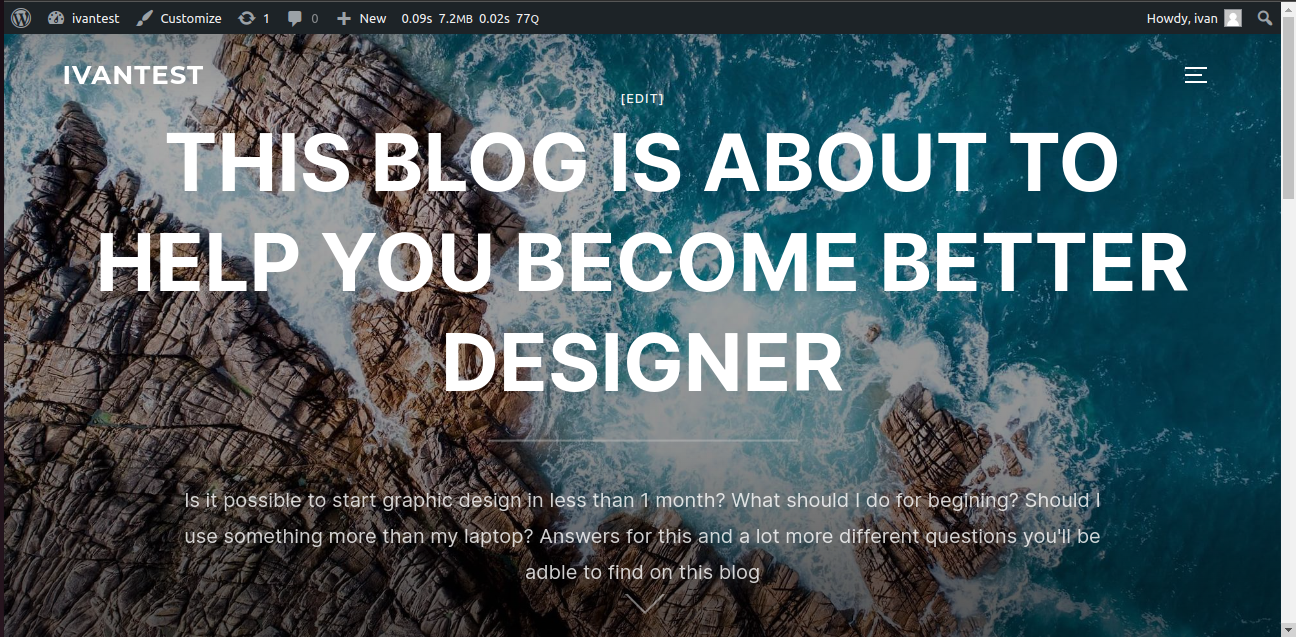 ivantest Customize 1 0 New 0.09s 7.2MB 0.02s 77Q Howdy, ivan
IVANTEST
[EDIT]
THIS BLOG IS ABOUT TO
HELP YOU BECOME BETTER
DESIGNER
Is it possible to start graphic design in less than 1 month? What should I do for begining? Should I
use something more than my laptop? Answers for this and a lot more different questions you'll be
adble to find on this blog